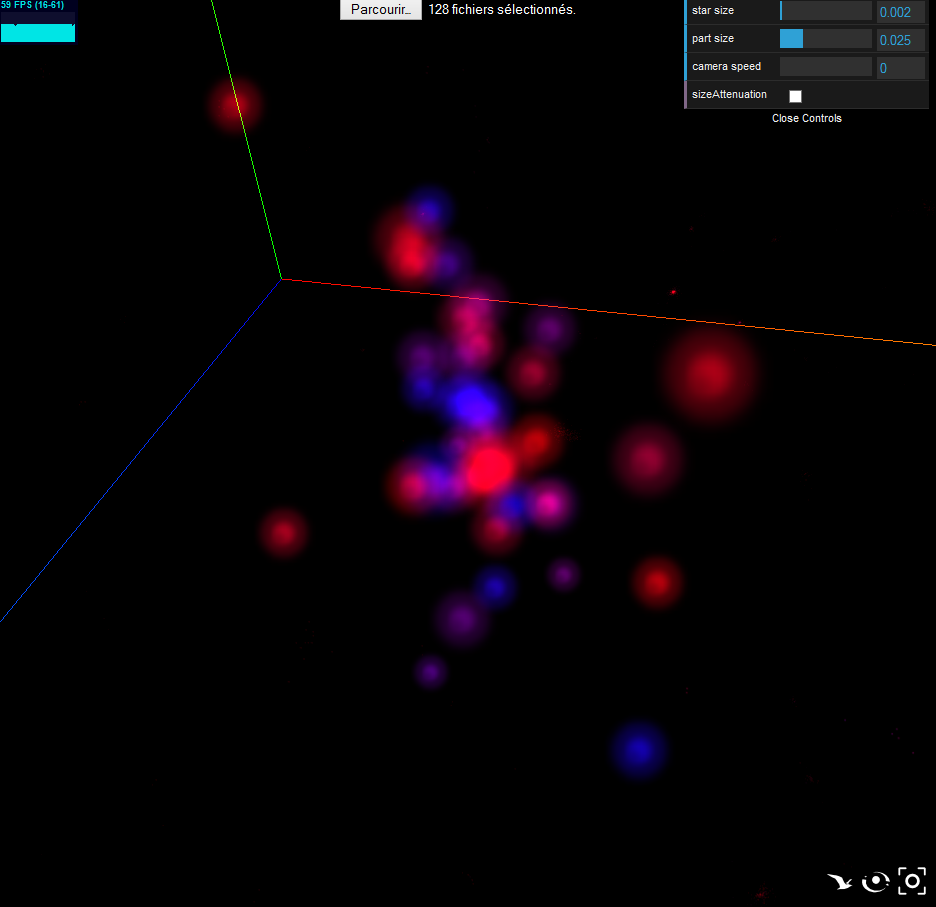 59 FPS (16-61)
Parcourir... 128 fichiers sélectionnés.
star size 0.002
part size 0.025
camera speed 0
sizeAttenuation
Close Controls